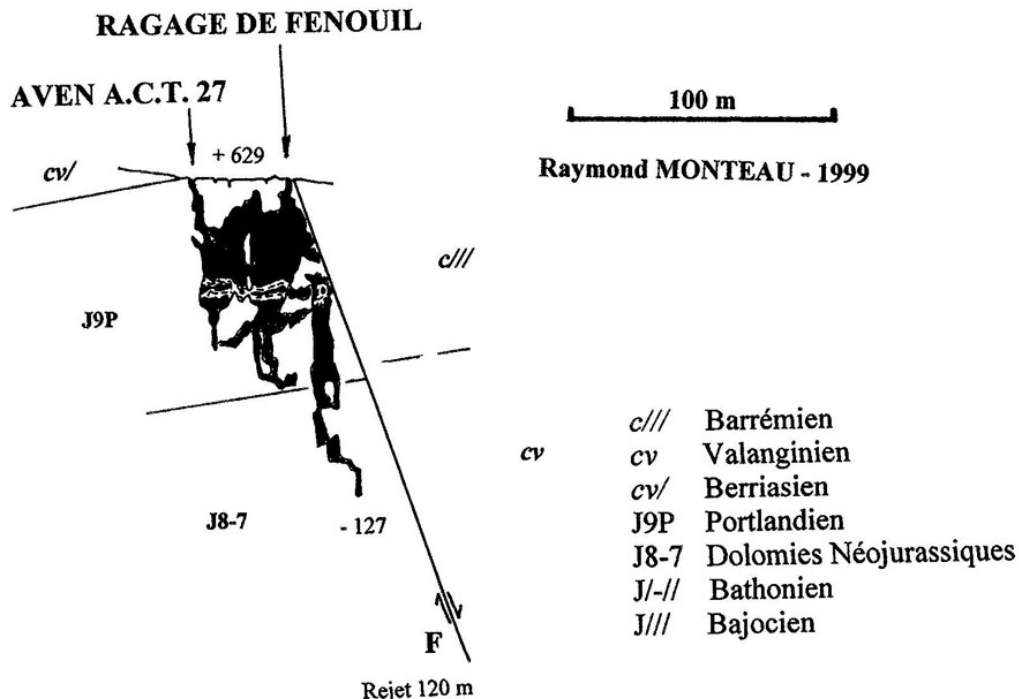 RAGAGE DE FENOUIL
AVEN A.C.T. 27
100 m
cv/
+ 629
Raymond MONTEAU - 1999
c///
J9P
c/// Barrémien
cv
cv Valanginien
cv/ Berriasien
J9P Portlandien
J8-7
- 127
J8-7 Dolomies Néojurassiques
J/-// Bathonien
J/// Bajocien
F
Rejet 120 m